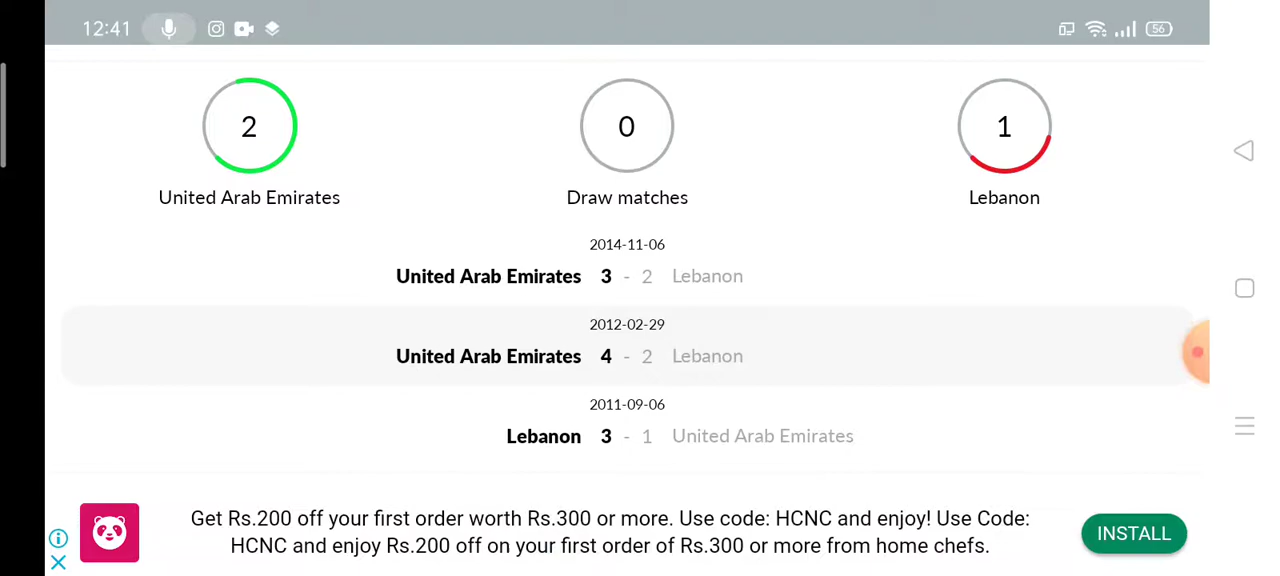 12:41 56
2 0 1
United Arab Emirates Draw matches Lebanon
2014-11-06
United Arab Emirates 3 - 2 Lebanon
2012-02-29
United Arab Emirates 4 - 2 Lebanon
2011-09-06
Lebanon 3 - 1 United Arab Emirates
Get Rs.200 off your first order worth Rs.300 or more. Use code: HCNC and enjoy! Use Code:
HCNC and enjoy Rs.200 off on your first order of Rs.300 or more from home chefs.
INSTALL